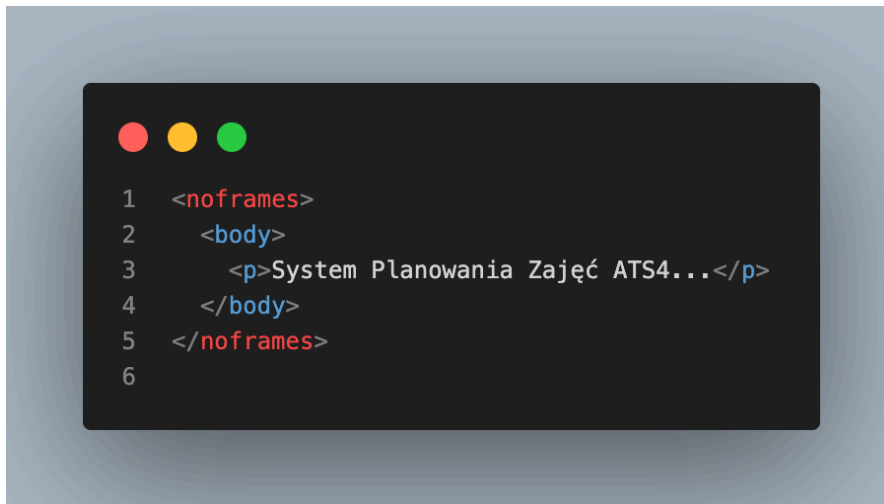 1 <noframes>
2 <body>
3 <p>System Planowania Zajęć ATS4...</p>
4 </body>
5 </noframes>
6